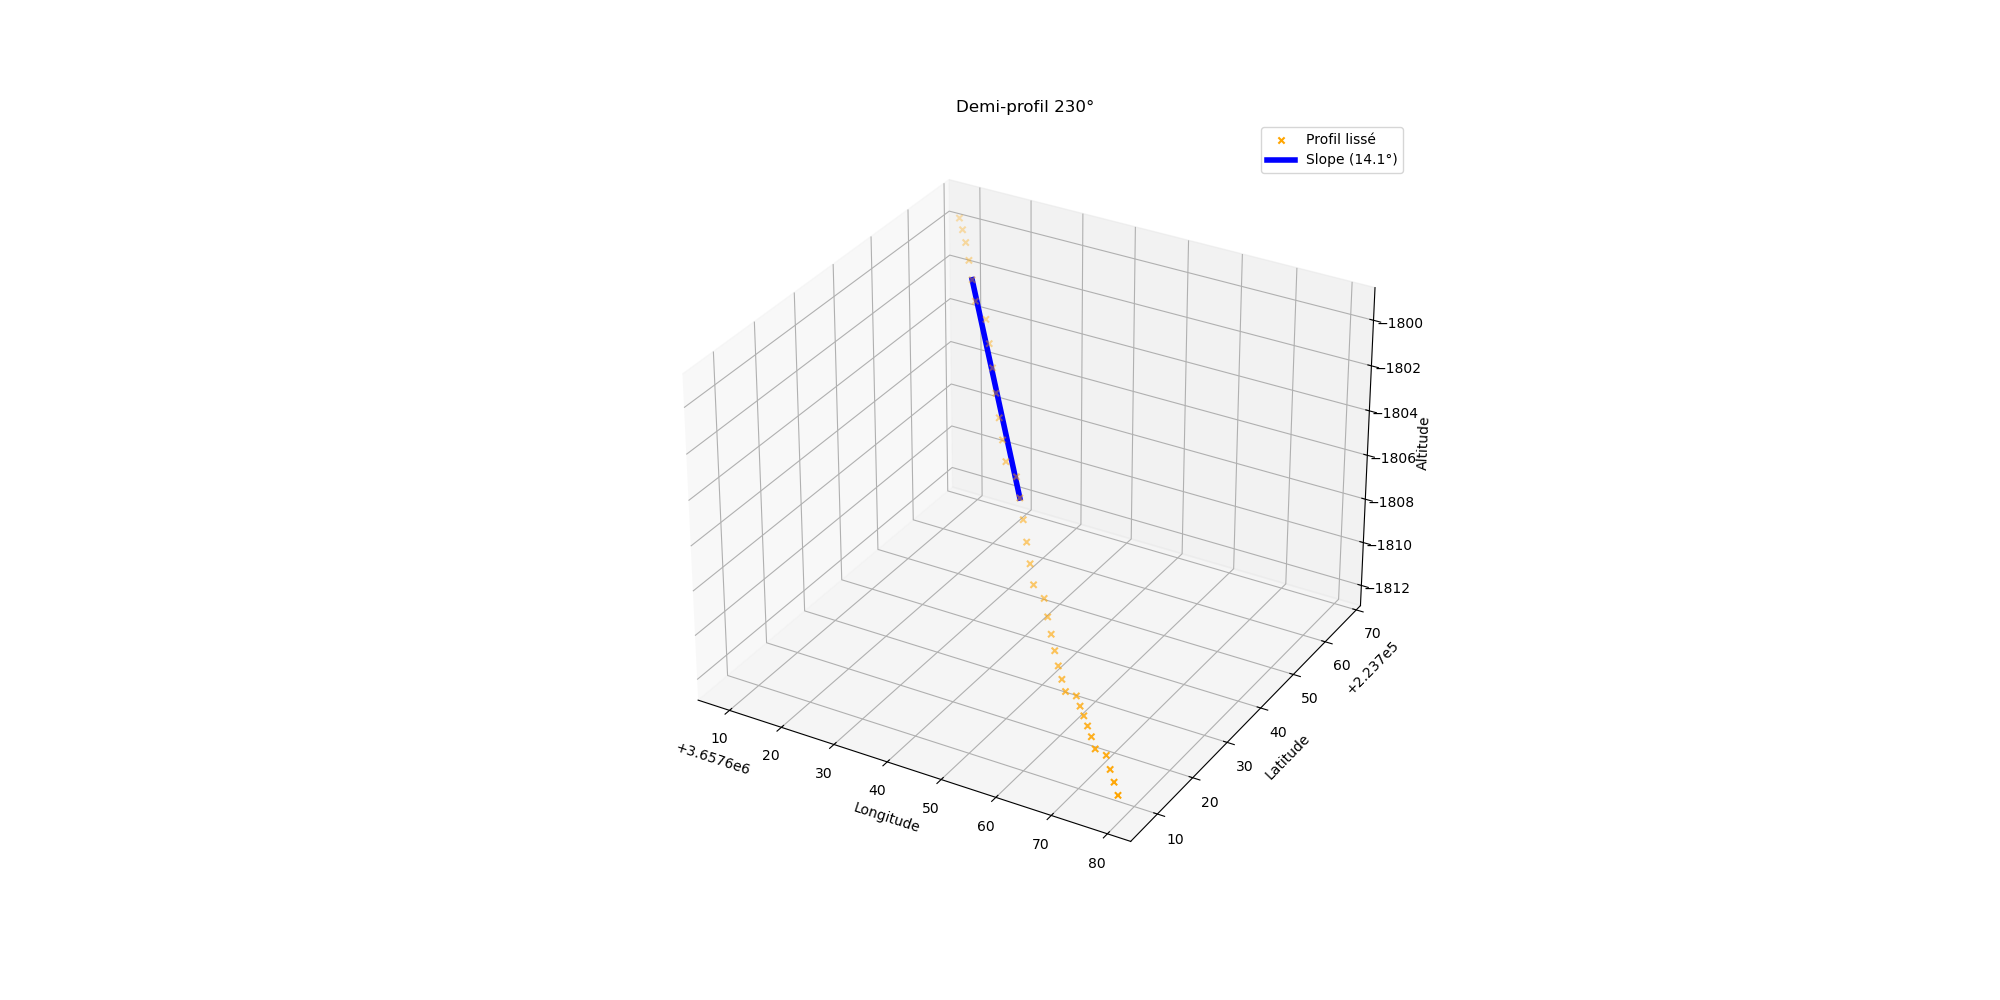 Demi-profil 230°
Profil lissé
Slope (14.1°)
−1800
−1802
−1804
−1806
−1808
−1810
−1812
Altitude
70
60
50
40
30
20
10
+2.237e5
Latitude
10
20
30
40
50
60
70
80
+3.6576e6
Longitude